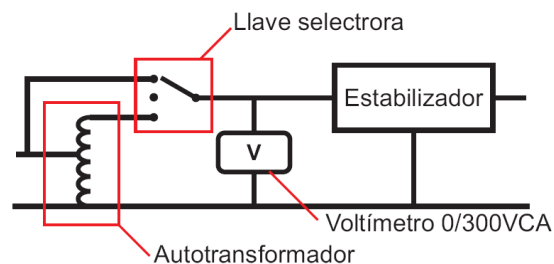 Llave selectrora
Estabilizador
V
Voltímetro 0/300VCA
Autotransformador